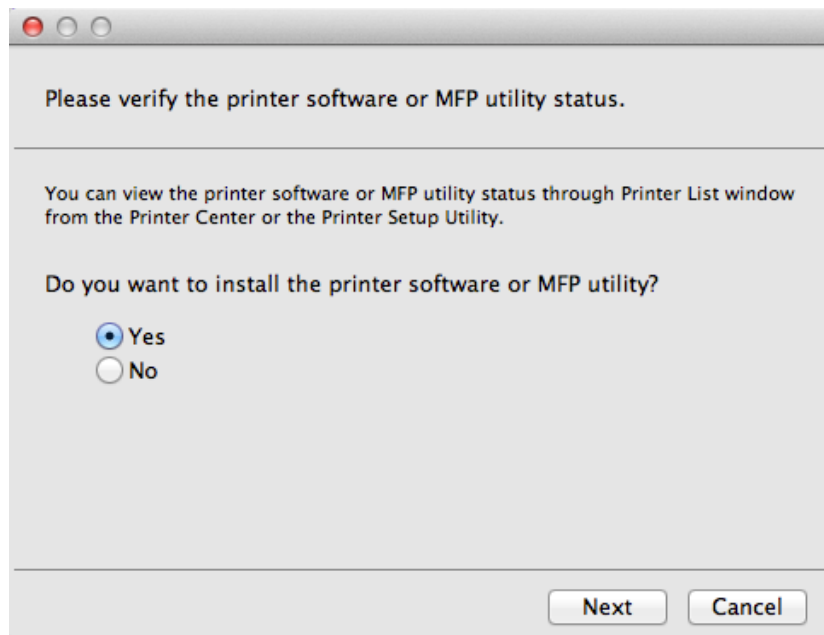 Please verify the printer software or MFP utility status.
You can view the printer software or MFP utility status through Printer List window
from the Printer Center or the Printer Setup Utility.
Do you want to install the printer software or MFP utility?
Yes
No
Next Cancel